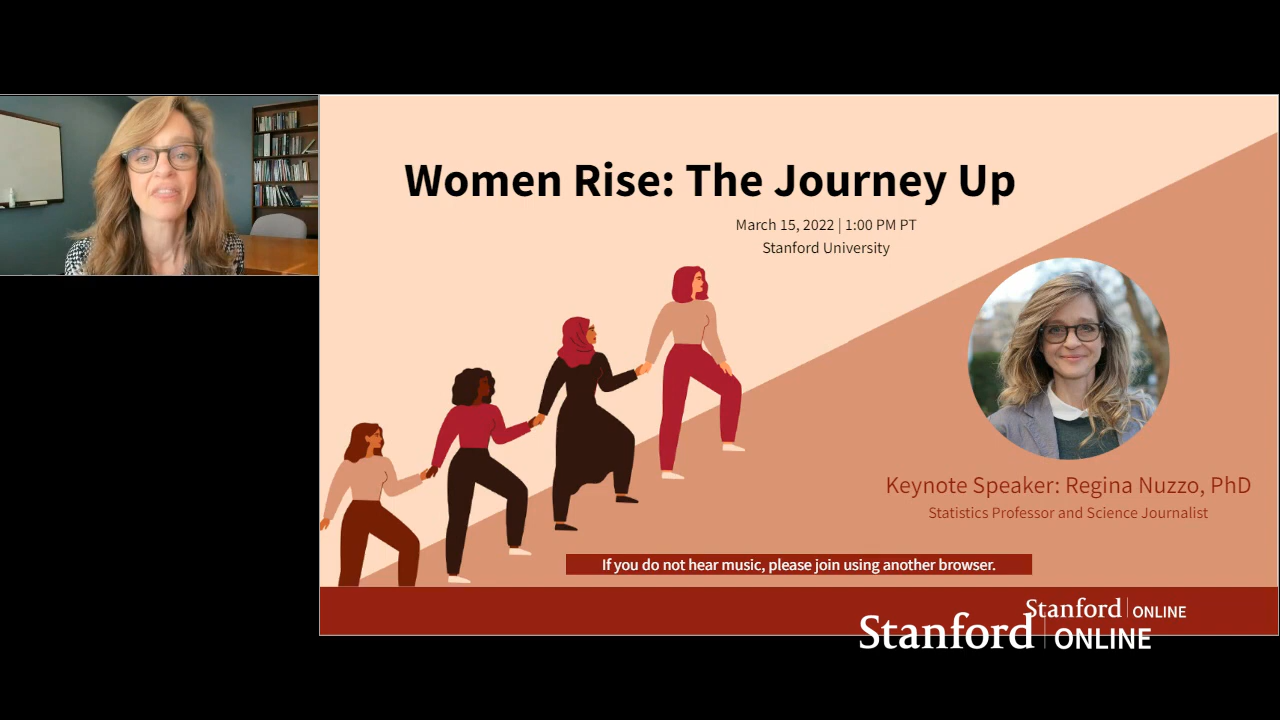 Women Rise: The Journey Up
March 15, 2022 | 1:00 PM PT
Stanford University
Keynote Speaker: Regina Nuzzo, PhD
Statistics Professor and Science Journalist
If you do not hear music, please join using another browser.
Stanford | ONLINE
Stanford | ONLINE